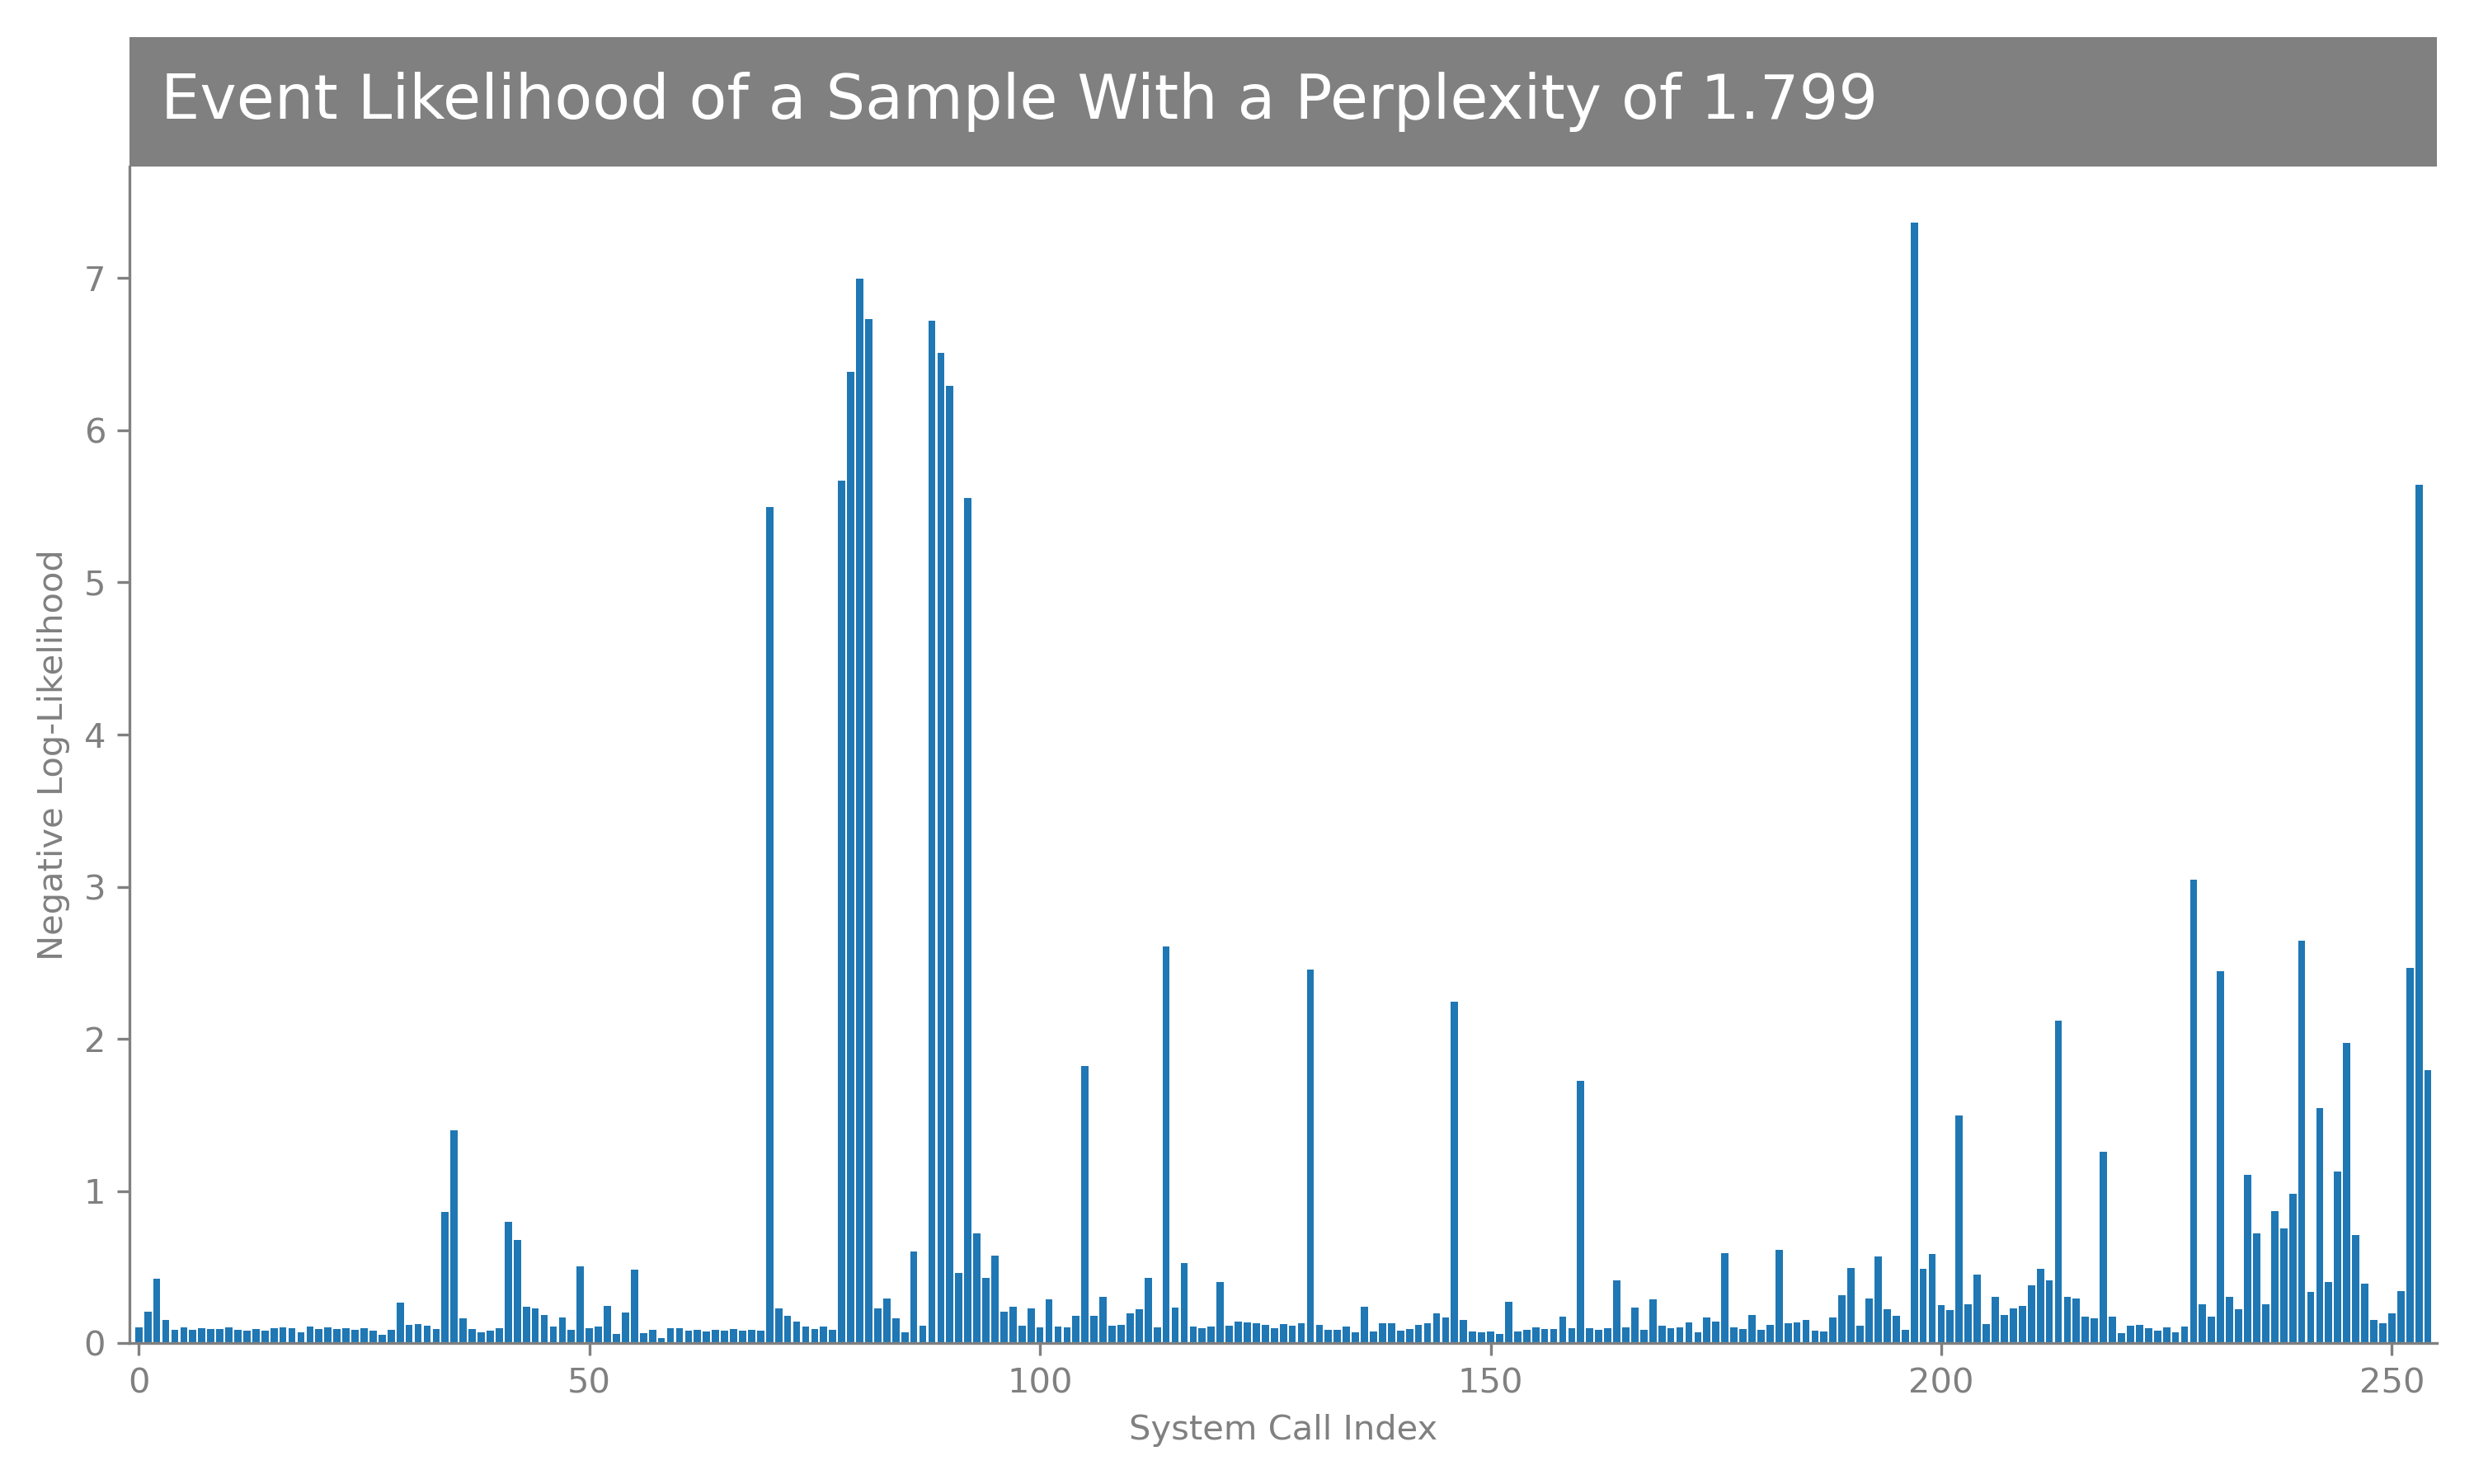 Event Likelihood of a Sample With a Perplexity of 1.799
Negative Log-Likelihood
7
6
5
4
3
2
1
0
0 50 100 150 200 250
System Call Index